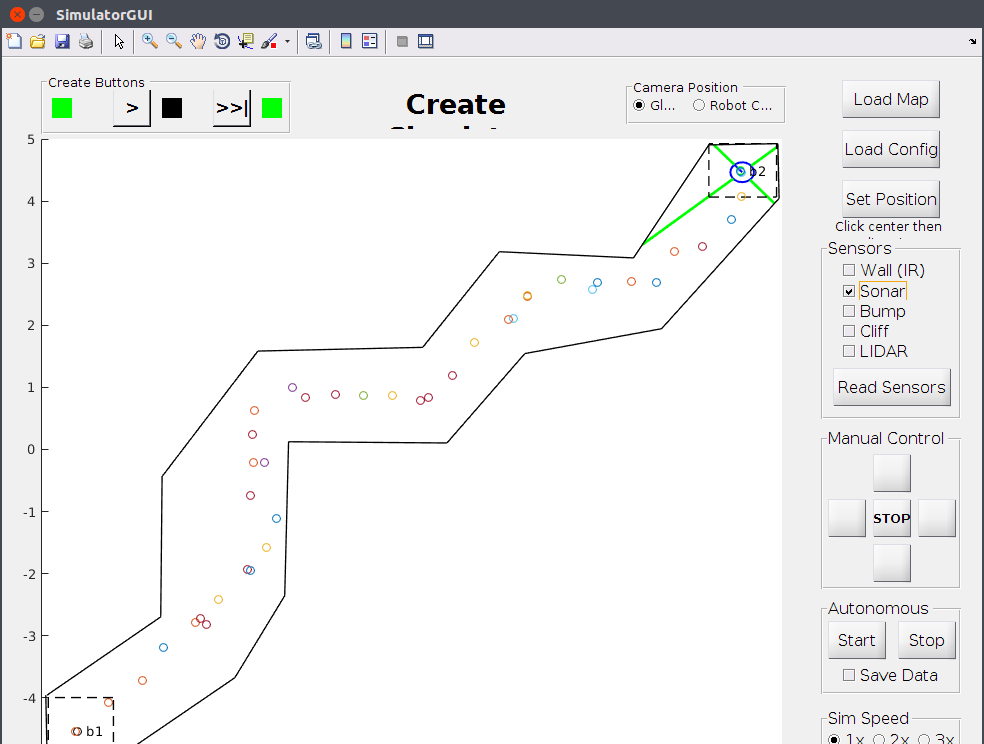 SimulatorGUI
Create Buttons
>
>>|
Create
Camera Position
Gl...
Robot C...
Load Map
Load Config
Set Position
Click center then
Sensors
Wall (IR)
Sonar
Bump
Cliff
LIDAR
Read Sensors
Manual Control
STOP
Autonomous
Start
Stop
Save Data
Sim Speed
1x
2x
3x
5
4
3
2
1
0
-1
-2
-3
-4
b2
b1